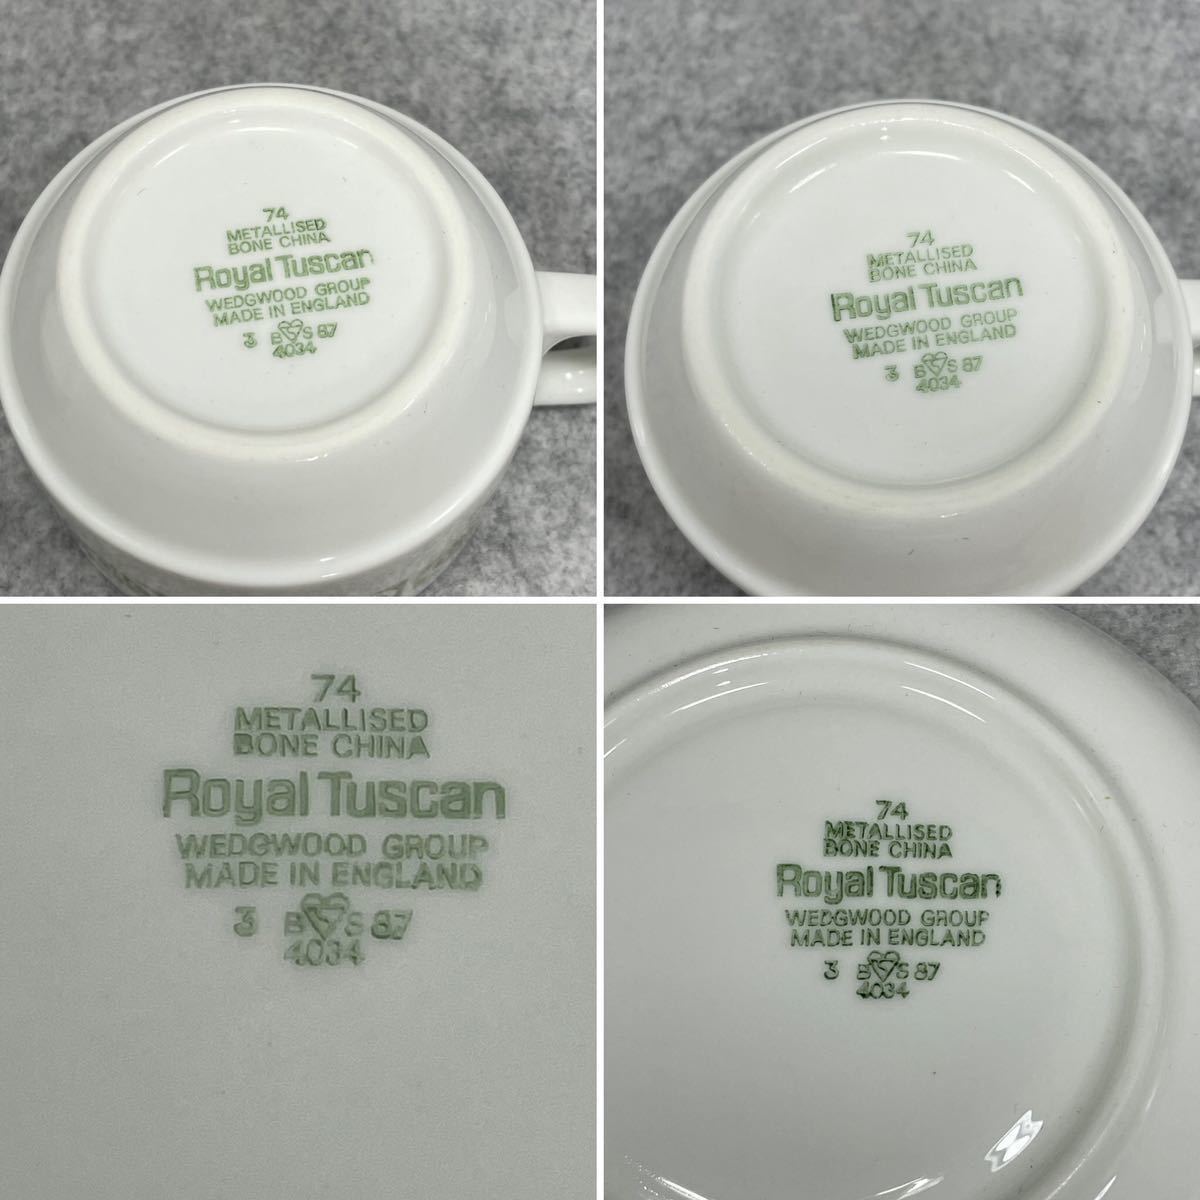 74
METALLISED
BONE CHINA
Royal Tuscan
WEDGWOOD GROUP
MADE IN ENGLAND
3 B S 87
4034
74
METALLISED
BONE CHINA
Royal Tuscan
WEDGWOOD GROUP
MADE IN ENGLAND
3 B S 87
4034
74
METALLISED
BONE CHINA
Royal Tuscan
WEDGWOOD GROUP
MADE IN ENGLAND
3 B S 87
4034
74
METALLISED
BONE CHINA
Royal Tuscan
WEDGWOOD GROUP
MADE IN ENGLAND
3 B S 87
4034